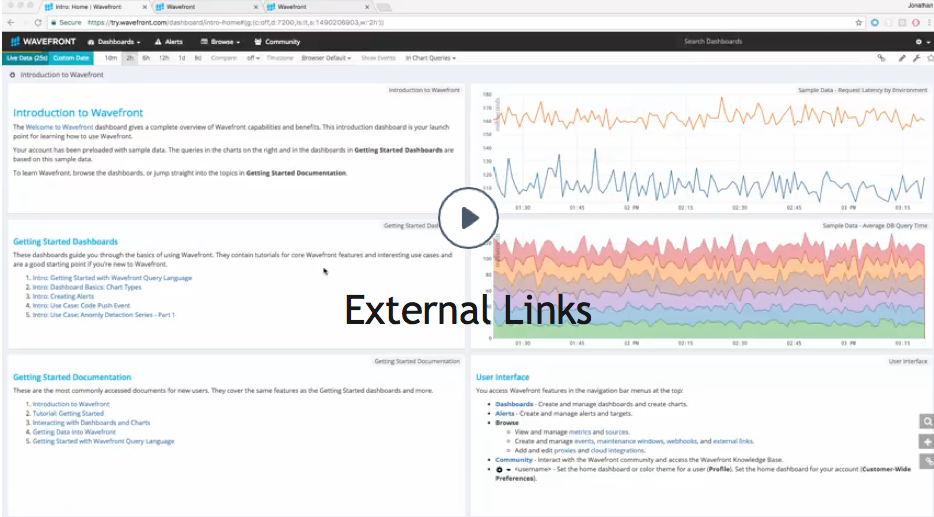 Intro: Home | Wavefront
Wavefront
Wavefront
Jonathan
Secure
https://try.wavefront.com/dashboard/intro-home#(g:(c:off,d:7200,ls:!t,s:1490206903,w:'2h'))
WAVEFRONT
Dashboards
Alerts
Browse
Community
Search Dashboards
Live Data (25s)
Custom Date
10m
2h
6h
12h
1d
8d
Compare
off
Timezone
Browser Default
Show Events
In Chart Queries
Introduction to Wavefront
Introduction to Wavefront
Introduction to Wavefront
The Welcome to Wavefront dashboard gives a complete overview of Wavefront capabilities and benefits. This introduction dashboard is your launch
point for learning how to use Wavefront.
Your account has been preloaded with sample data. The queries in the charts on the right and in the dashboards in Getting Started Dashboards are
based on this sample data.
To learn Wavefront, browse the dashboards, or jump straight into the topics in Getting Started Documentation.
Sample Data - Request Latency by Environment
180
170
160
150
140
130
120
110
01:30
01:45
02 PM
02:15
02:30
02:45
03 PM
03:15
Getting Started Das
Getting Started Dashboards
These dashboards guide you through the basics of using Wavefront. They contain tutorials for core Wavefront features and interesting use cases and
are a good starting point if you're new to Wavefront.
1. Intro: Getting Started with Wavefront Query Language
2. Intro: Dashboard Basics: Chart Types
3. Intro: Creating Alerts
4. Intro: Use Case: Code Push Event
5. Intro: Use Case: Anomly Detection Series - Part 1
Sample Data - Average DB Query Time
100
80
01:30
01:45
02 PM
02:15
02:30
02:45
03 PM
03:15
External Links
Getting Started Documentation
Getting Started Documentation
These are the most commonly accessed documents for new users. They cover the same features as the Getting Started dashboards and more.
1. Introduction to Wavefront
2. Tutorial: Getting Started
3. Interacting with Dashboards and Charts
4. Getting Data Into Wavefront
5. Getting Started with Wavefront Query Language
User Interface
User Interface
You access Wavefront features in the navigation bar menus at the top:
• Dashboards - Create and manage dashboards and create charts.
• Alerts - Create and manage alerts and targets.
• Browse
○ View and manage metrics and sources.
○ Create and manage events, maintenance windows, webhooks, and external links.
○ Add and edit proxies and cloud integrations.
• Community - Interact with the Wavefront community and access the Wavefront Knowledge Base.
• <username> - Set the home dashboard or color theme for a user (Profile). Set the home dashboard for your account (Customer-Wide
Preferences).